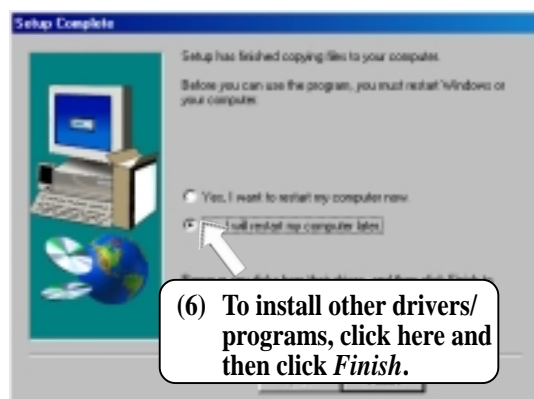 Setup Complete
Setup has finished copying files to your computer.
Before you can use the program, you must restart Windows or
your computer.
Yes, I want to restart my computer now.
I will restart my computer later.
(6) To install other drivers/
programs, click here and
then click Finish.